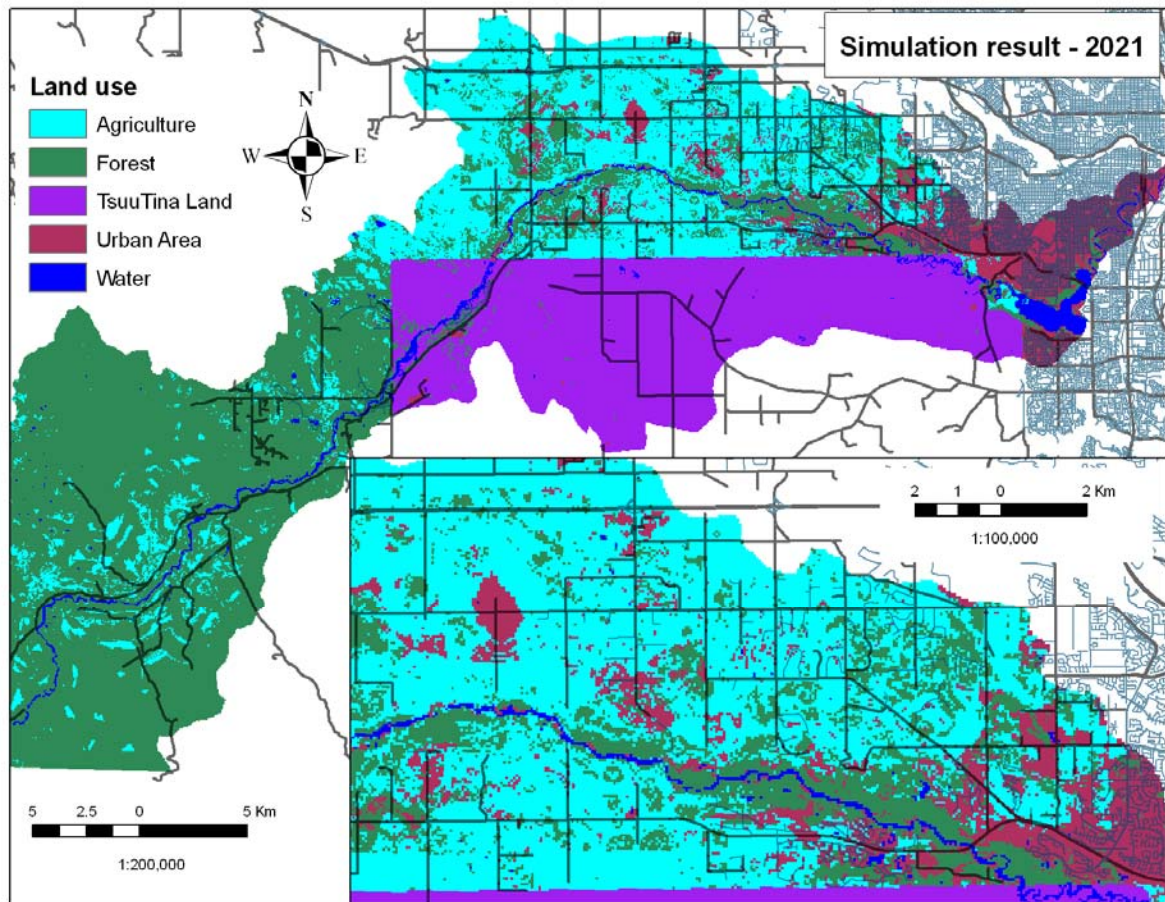 Simulation result - 2021
Land use
Agriculture
Forest
TsuuTina Land
Urban Area
Water
N
W E
S
2 1 0 2 Km
1:100,000
5 2.5 0 5 Km
1:200,000